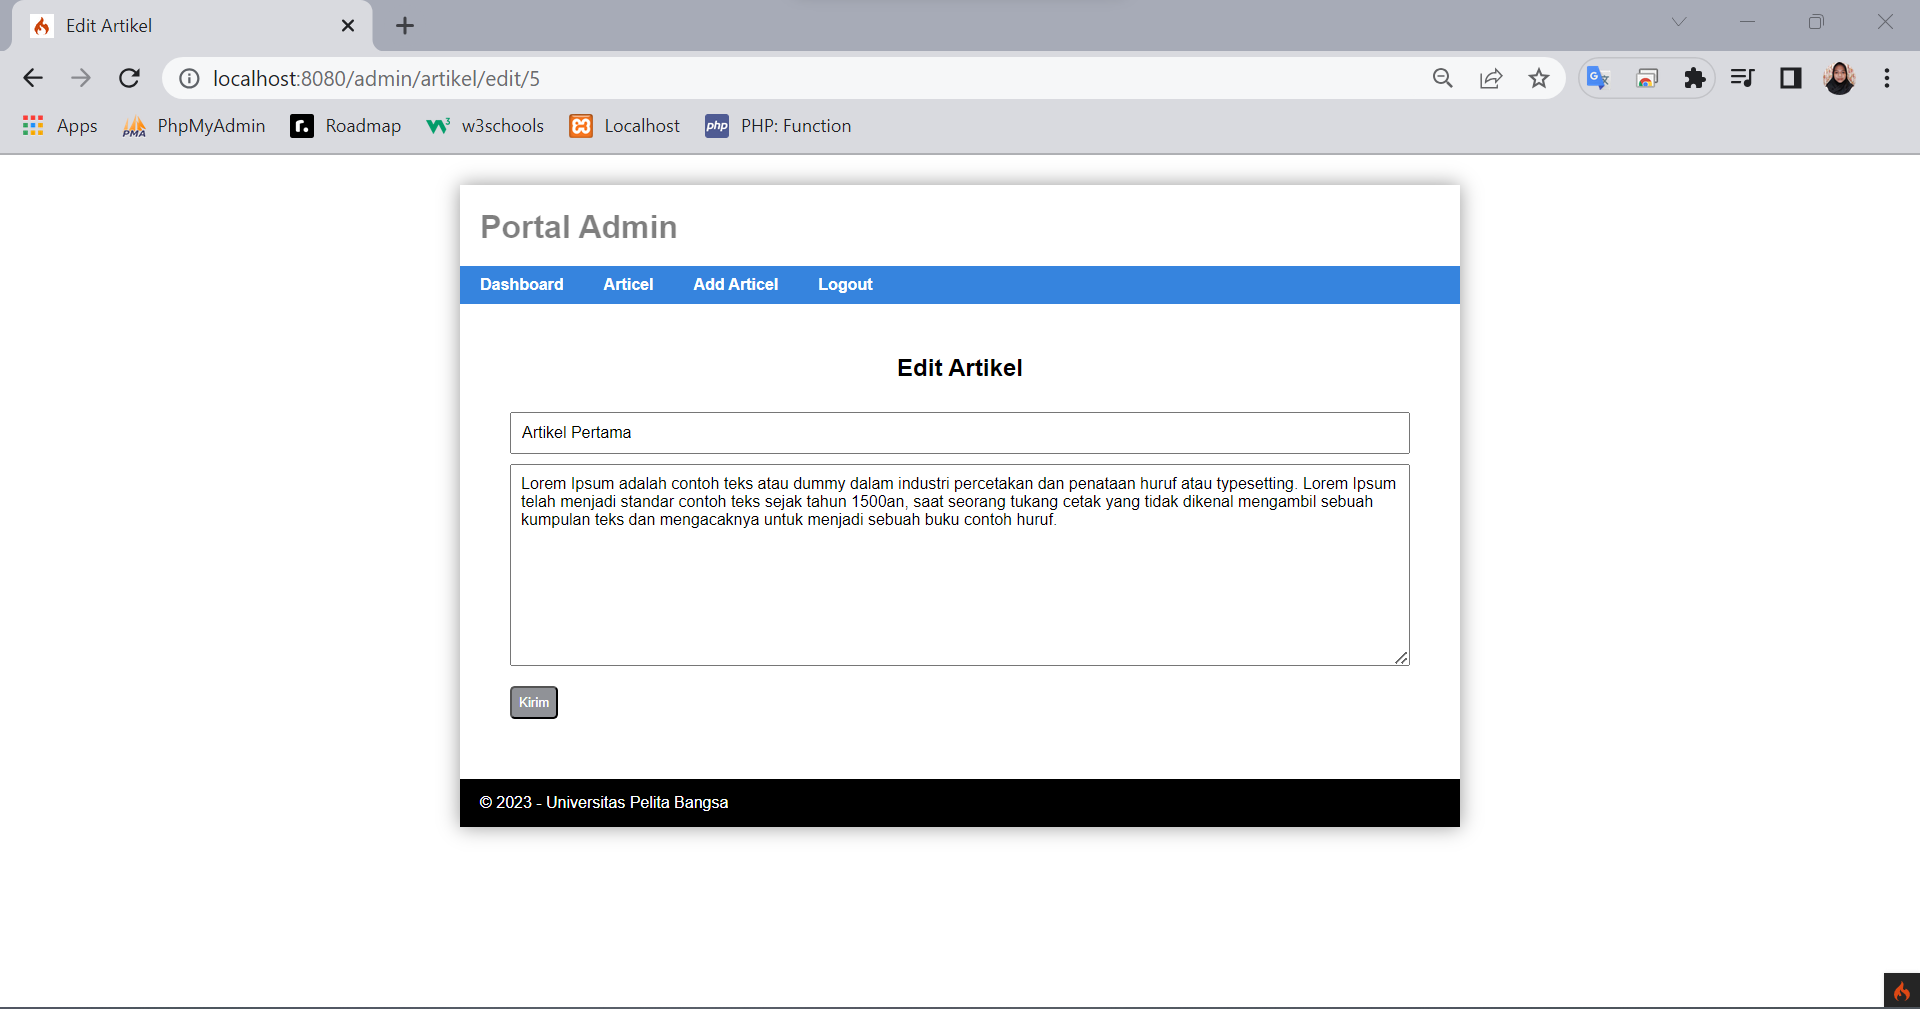 Edit Artikel
localhost:8080/admin/artikel/edit/5
Apps PMA PhpMyAdmin r. Roadmap W3 w3schools Localhost php PHP: Function
Portal Admin
Dashboard Articel Add Articel Logout
Edit Artikel
Artikel Pertama
Lorem Ipsum adalah contoh teks atau dummy dalam industri percetakan dan penataan huruf atau typesetting. Lorem Ipsum
telah menjadi standar contoh teks sejak tahun 1500an, saat seorang tukang cetak yang tidak dikenal mengambil sebuah
kumpulan teks dan mengacaknya untuk menjadi sebuah buku contoh huruf.
Kirim
© 2023 - Universitas Pelita Bangsa